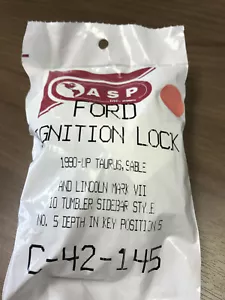 ASP
FORD
IGNITION LOCK
1990-UP TAURUS, SABLE
AND LINCOLN MARK VII
10 TUMBLER SIDEBAR STYLE
NO. 5 DEPTH IN KEY POSITION 5
C-42-145